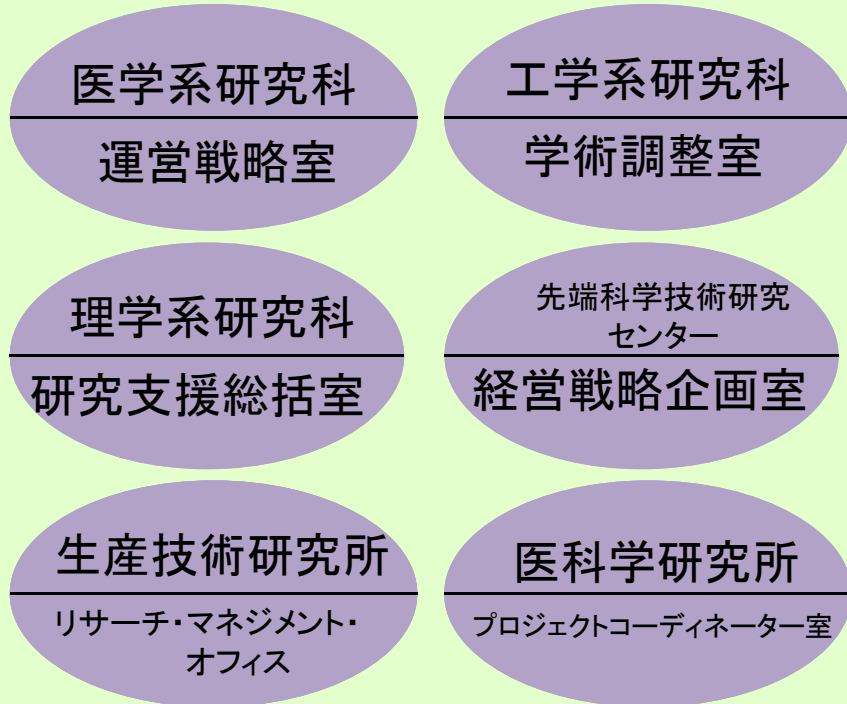 医学系研究科
運営戦略室
工学系研究科
学術調整室
理学系研究科
研究支援総括室
先端科学技術研究
センター
経営戦略企画室
生産技術研究所
リサーチ・マネジメント・
オフィス
医科学研究所
プロジェクトコーディネーター室